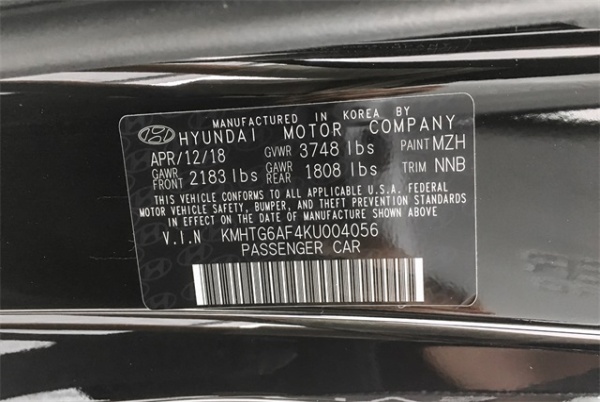 MANUFACTURED IN KOREA BY
HYUNDAI MOTOR COMPANY
APR/12/18 GVWR 3748 lbs PAINT MZH
GAWR FRONT 2183 lbs GAWR REAR 1808 lbs TRIM NNB
THIS VEHICLE CONFORMS TO ALL APPLICABLE U.S.A. FEDERAL
MOTOR VEHICLE SAFETY, BUMPER, AND THEFT PREVENTION STANDARDS
IN EFFECT ON THE DATE OF MANUFACTURE SHOWN ABOVE.
V.I.N KMHTG6AF4KU004056
PASSENGER CAR